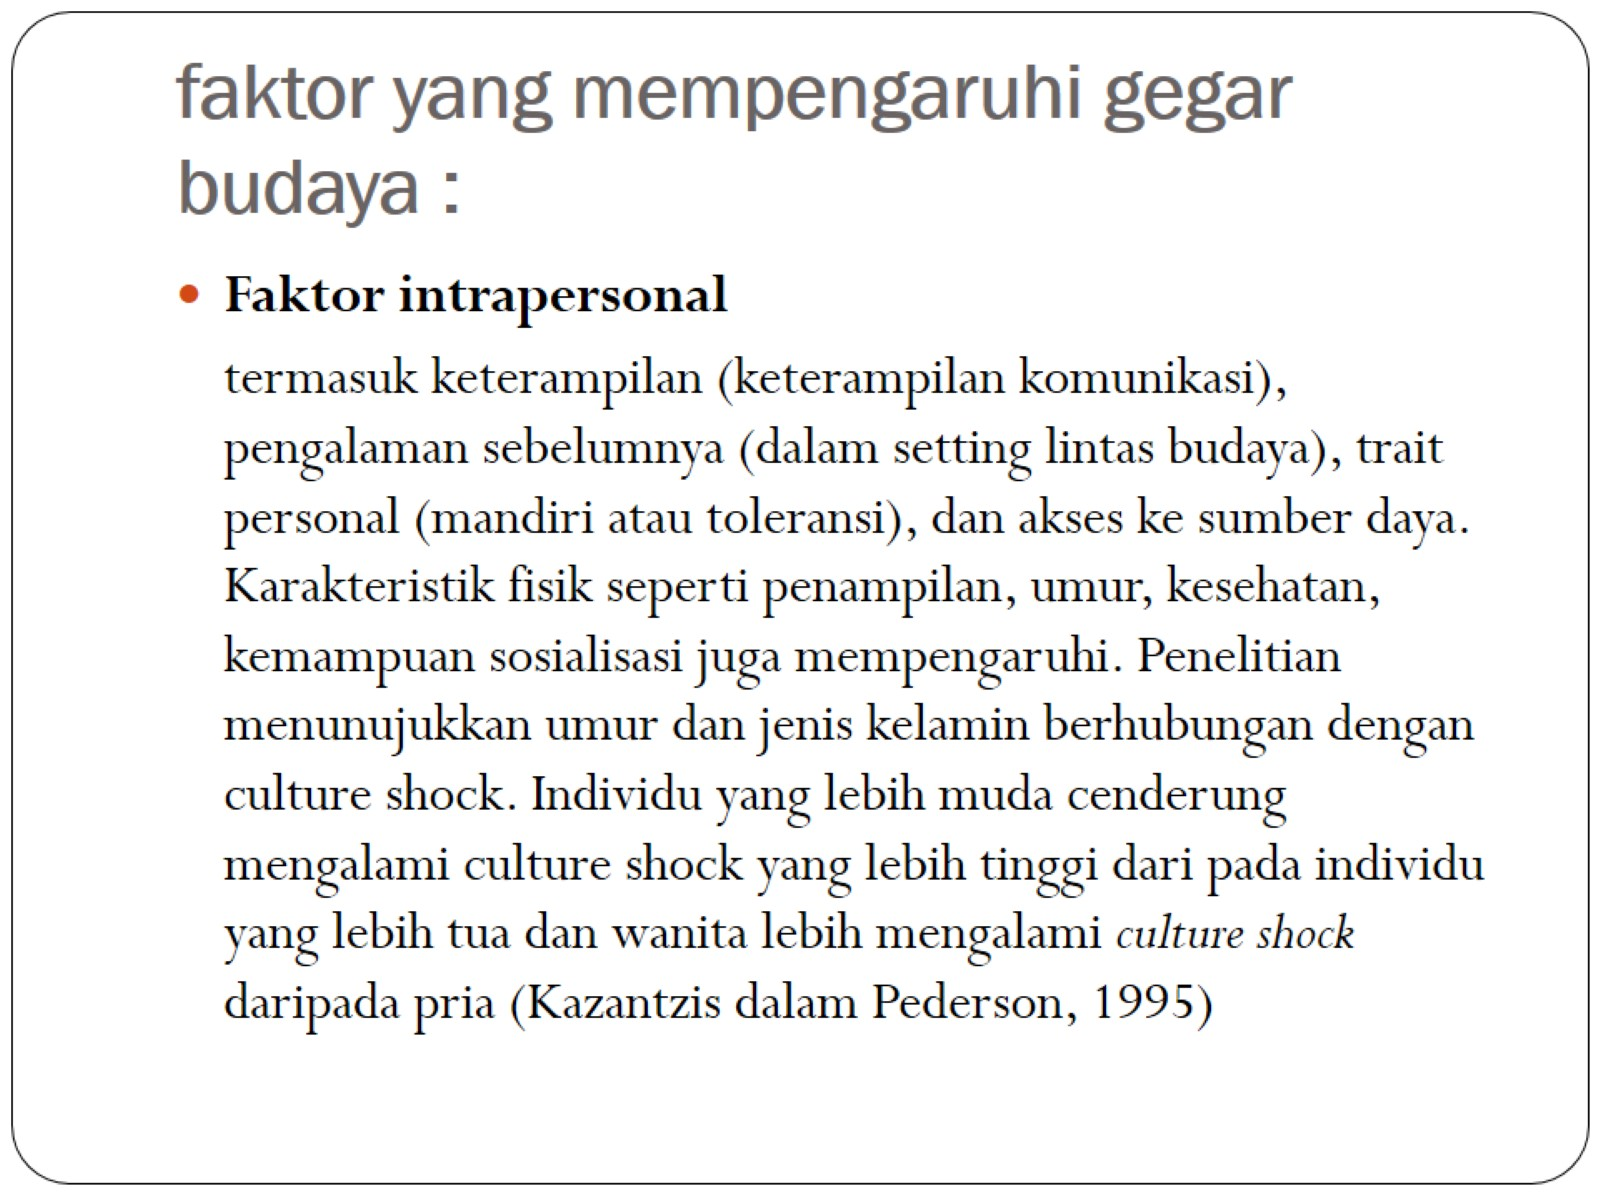 faktor yang mempengaruhi gegar
budaya :
• Faktor intrapersonal
termasuk keterampilan (keterampilan komunikasi),
pengalaman sebelumnya (dalam setting lintas budaya), trait
personal (mandiri atau toleransi), dan akses ke sumber daya.
Karakteristik fisik seperti penampilan, umur, kesehatan,
kemampuan sosialisasi juga mempengaruhi. Penelitian
menunujukkan umur dan jenis kelamin berhubungan dengan
culture shock. Individu yang lebih muda cenderung
mengalami culture shock yang lebih tinggi dari pada individu
yang lebih tua dan wanita lebih mengalami culture shock
daripada pria (Kazantzis dalam Pederson, 1995)